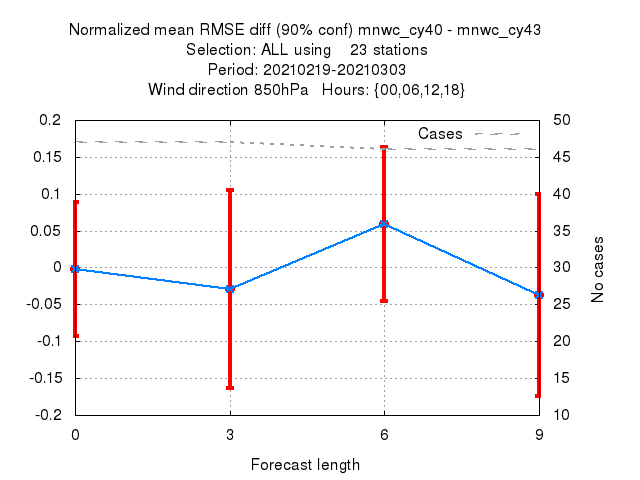 Normalized mean RMSE diff (90% conf) mnwc_cy40 - mnwc_cy43
Selection: ALL using    23 stations
Period: 20210219-20210303
Wind direction 850hPa   Hours: {00,06,12,18}
Cases
0.2
0.15
0.1
0.05
0
-0.05
-0.1
-0.15
-0.2
50
45
40
35
30
25
20
15
10
No cases
0 3 6 9
Forecast length